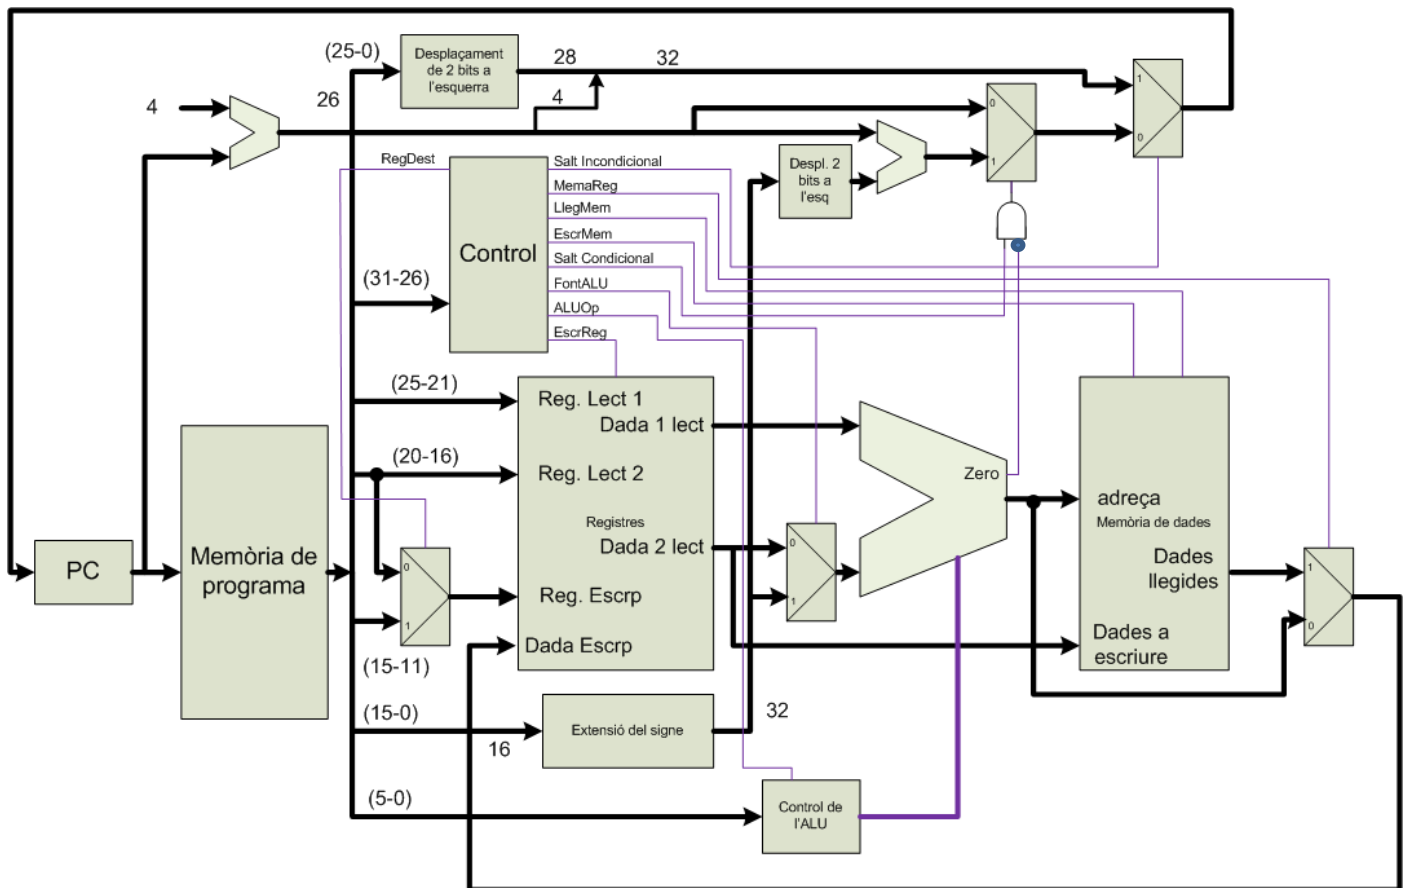 (25-0)
Desplaçament
de 2 bits a
l'esquerra
28
32
1
0
4
26
4
0
1
RegDest
Control
Salt Incondicional
MemaReg
LlegMem
EscrMem
Salt Condicional
FontALU
ALUOp
EscrReg
Despl. 2
bits a
l'esq
(31-26)
(25-21)
Reg. Lect 1
Dada 1 lect
(20-16)
Reg. Lect 2
Registres
Dada 2 lect
Reg. Escrp
Dada Escrp
Zero
adreça
Memòria de dades
Dades
llegides
Dades a
escriure
PC
Memòria de
programa
0
1
0
1
1
0
(15-11)
(15-0)
16
Extensió del signe
32
(5-0)
Control de
l'ALU